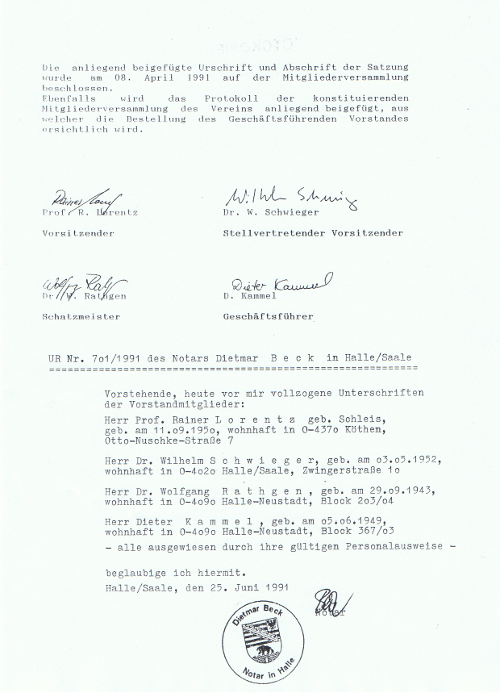 Die anliegend beigefügte Urschrift und Abschrift der Satzung
wurde am 08. April 1991 auf der Mitgliederversammlung
beschlossen.
Ebenfalls wird das Protokoll der konstituierenden
Mitgliederversammlung des Vereins anliegend beigefügt, aus
welcher die Bestellung des Geschäftsführenden Vorstandes
ersichtlich wird.
Prof. R. Lorentz
Dr. W. Schwieger
Vorsitzender
Stellvertretender Vorsitzender
Dr. W. Rathgen
Dieter Kammel
D. Kammel
Schatzmeister
Geschäftsführer
UR Nr. 7o1/1991 des Notars Dietmar B e c k in Halle/Saale
=========================================================
Vorstehende, heute vor mir vollzogene Unterschriften
der Vorstandmitglieder:
Herr Prof. Rainer L o r e n t z geb. Sohleis,
geb. am 11.o9.195o, wohnhaft in O-437o Köthen,
Otto-Nuschke-Straße 7
Herr Dr. Wilhelm S c h w i e g e r, geb. am o3.o5.1952,
wohnhaft in O-4o2o Halle/Saale, Zwingerstraße 1o
Herr Dr. Wolfgang R a t h g e n , geb. am 29.o9.1943,
wohnhaft in O-4o9o Halle-Neustadt, Block 2o3/o4
Herr Dieter K a m m e l , geb. am o5.o6.1949,
wohnhaft in O-4o9o Halle-Neustadt, Block 367/o3
- alle ausgewiesen durch ihre gültigen Personalausweise -
beglaubige ich hiermit.
Halle/Saale, den 25. Juni 1991
Notar
Dietmar Beck
Notar in Halle